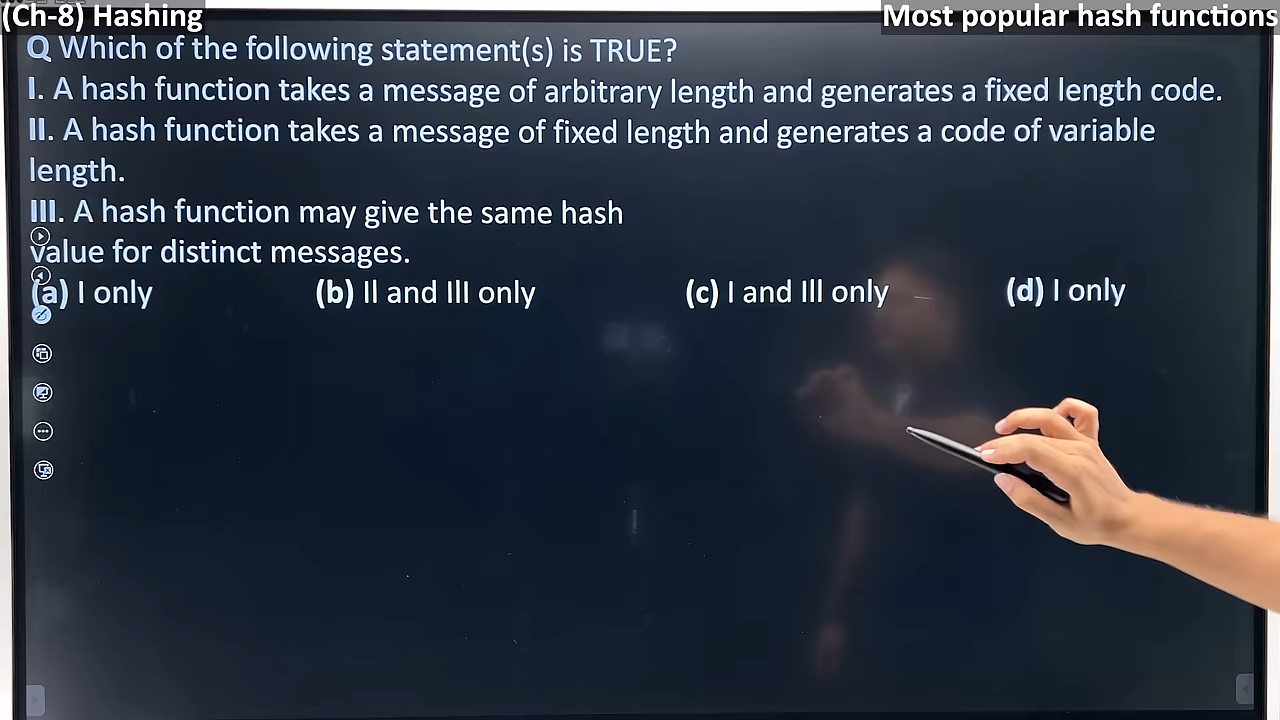 (Ch-8) Hashing
Most popular hash functions
Q Which of the following statement(s) is TRUE?
I. A hash function takes a message of arbitrary length and generates a fixed length code.
II. A hash function takes a message of fixed length and generates a code of variable
length.
III. A hash function may give the same hash
value for distinct messages.
(a) I only (b) II and III only (c) I and III only (d) I only